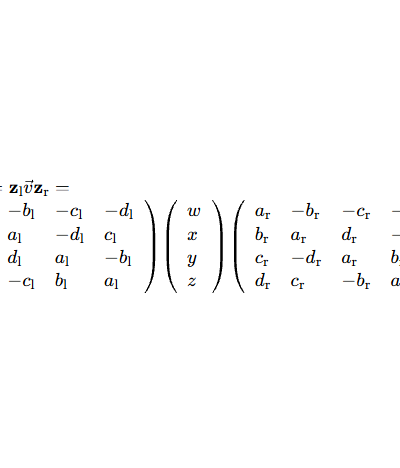 = z_l v⃗ z_r =
−b_l −c_l −d_l w a_r −b_r −c_r −
a_l −d_l c_l x b_r a_r d_r −
d_l a_l −b_l y c_r −d_r a_r b
−c_l b_l a_l z d_r c_r −b_r a